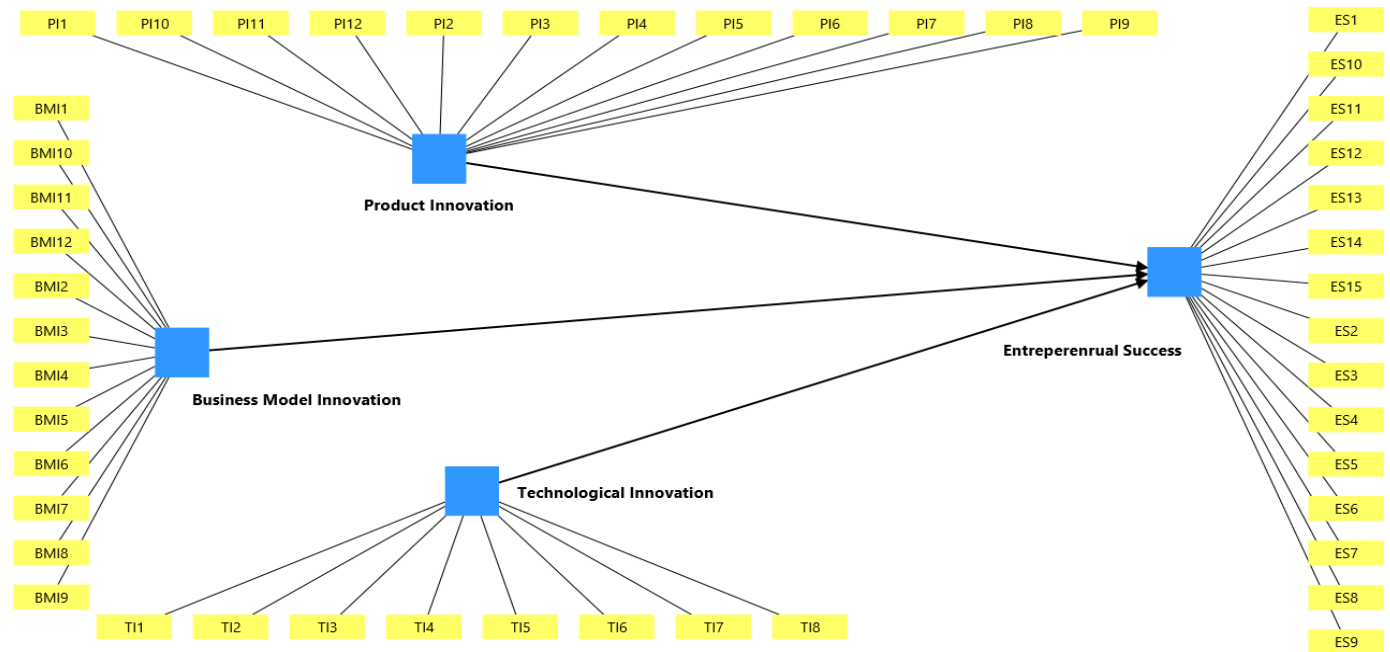 PI1 PI10 PI11 PI12 PI2 PI3 PI4 PI5 PI6 PI7 PI8 PI9
BMI1
BMI10
BMI11
BMI12
BMI2
BMI3
BMI4
BMI5
BMI6
BMI7
BMI8
BMI9
Product Innovation
Business Model Innovation
Technological Innovation
TI1 TI2 TI3 TI4 TI5 TI6 TI7 TI8
Entreperenrual Success
ES1
ES10
ES11
ES12
ES13
ES14
ES15
ES2
ES3
ES4
ES5
ES6
ES7
ES8
ES9